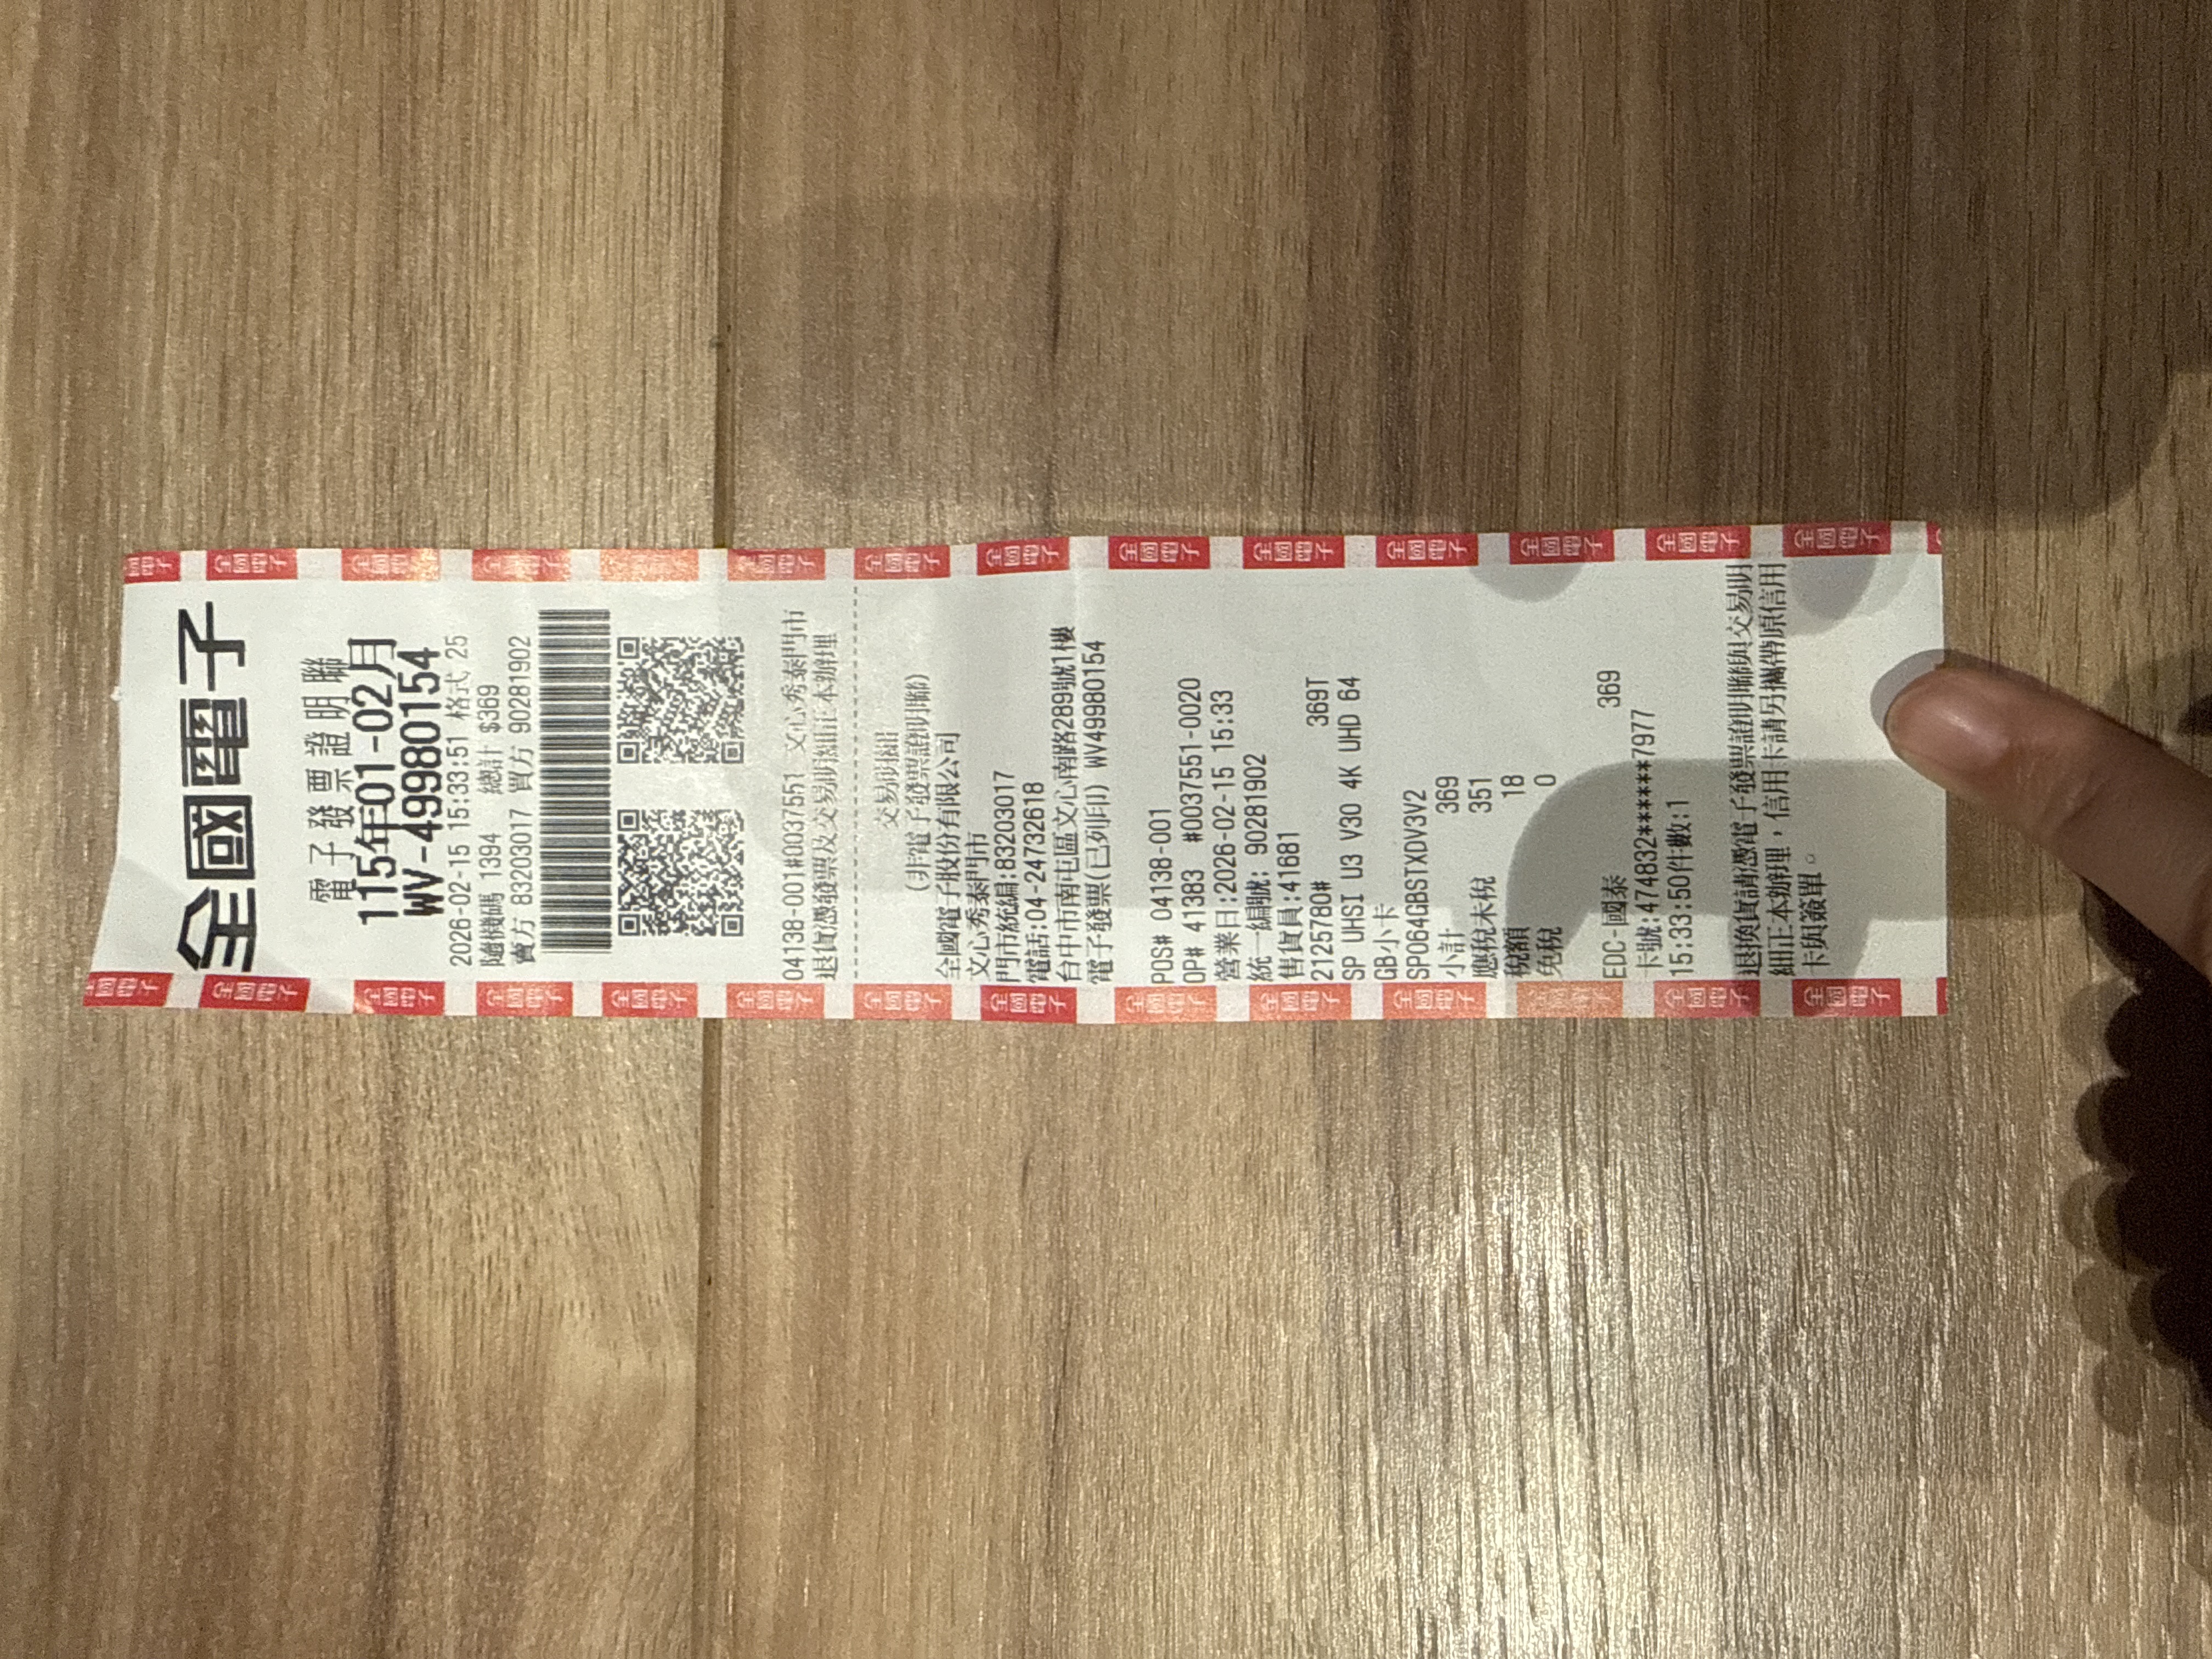 全國電子
電子發票證明聯
115年01-02月
WV-49980154
2026-02-15 15:33:51 格式 25
隨機碼 1394 總計 $369
賣方 83203017 買方 90281902
04138-001#0037551 文心秀泰門市
退貨憑發票及交易明細正本辦理
交易明細
(非電子發票證明聯)
全國電子股份有限公司
文心秀泰門市
門市統編:83203017
電話:04-24732618
台中市南屯區文心南路289號1樓
電子發票(已列印) WV49980154
POS# 04138-001
OP# 41383 #0037551-0020
營業日:2026-02-15 15:33
統一編號: 90281902
售貨員:41681
2125780# 369T
SP UHSI U3 V30 4K UHD 64
GB小卡
SP064GBSTXDV3V2
小計 369
應稅未稅 351
稅額 18
免稅 0
EDC-國泰 369
卡號:474832******7977
15:33:50件數:1
退換貨請憑電子發票證明聯與交易明
細正本辦理，信用卡請另攜帶原信用
卡與簽單。